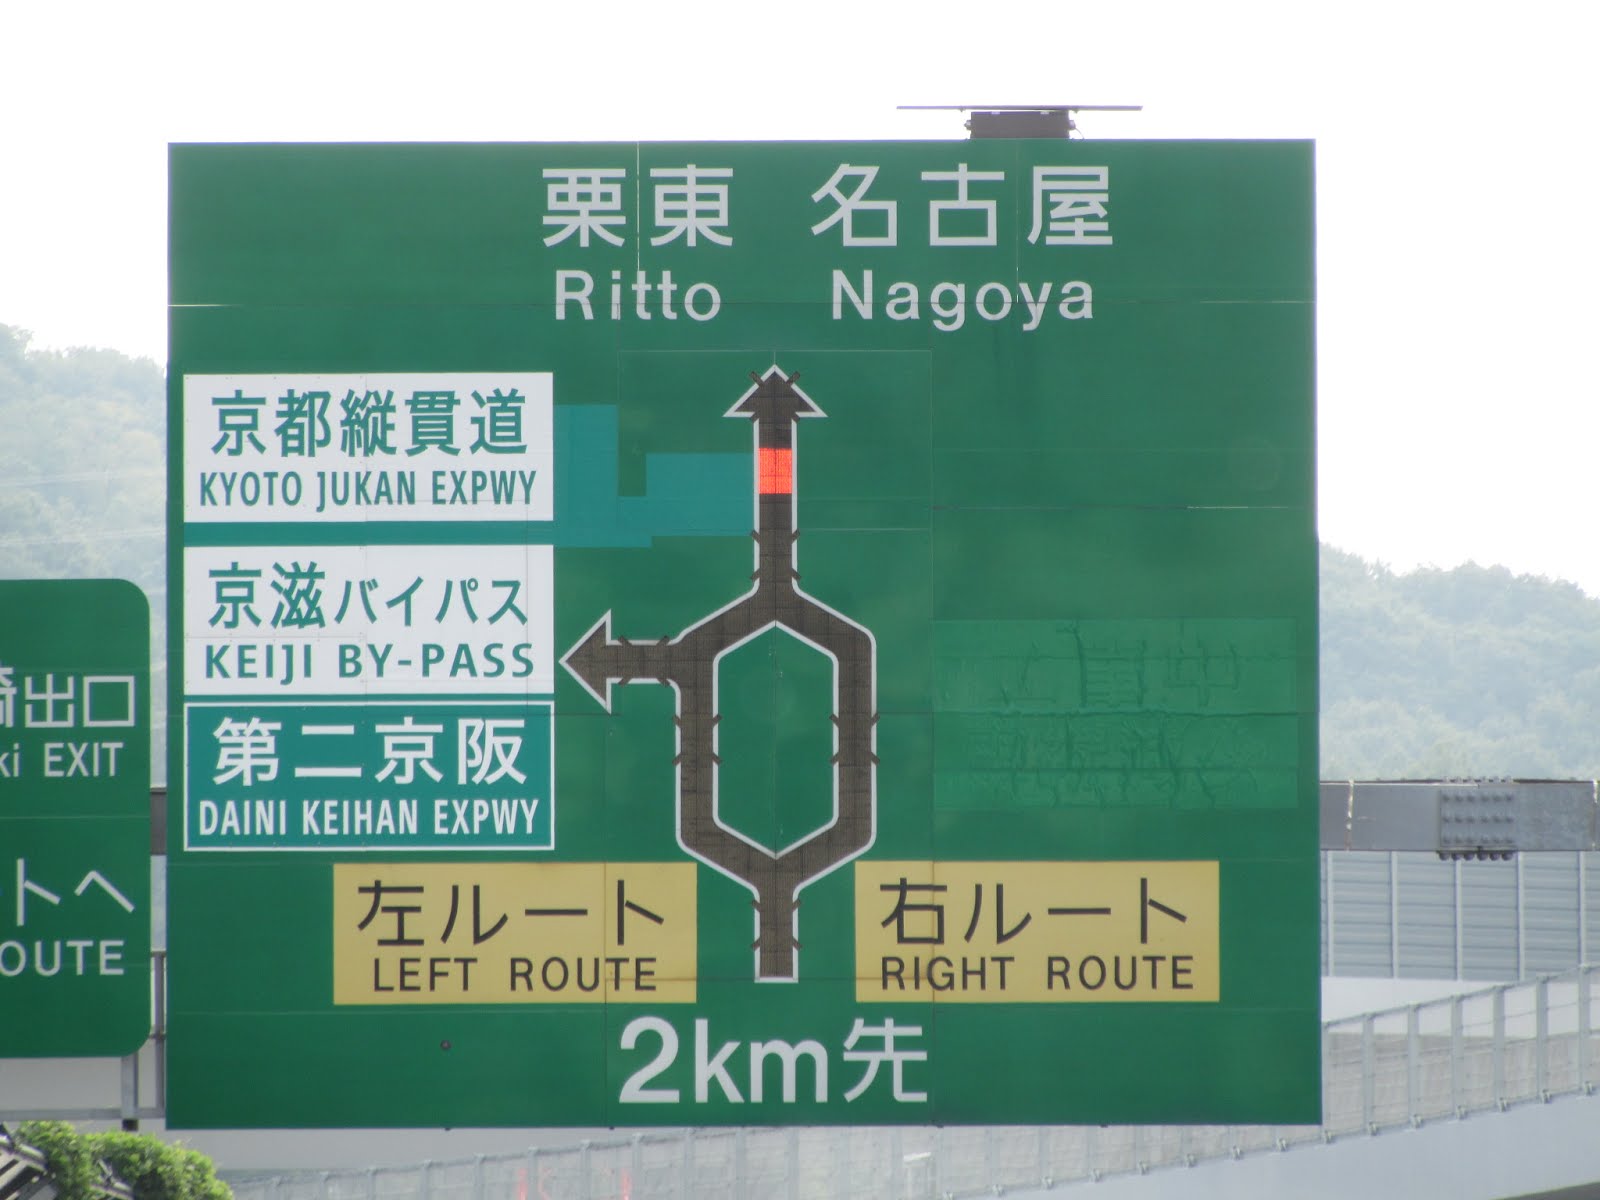 栗東 名古屋
Ritto Nagoya
京都縦貫道
KYOTO JUKAN EXPWY
京滋バイパス
KEIJI BY-PASS
第二京阪
DAINI KEIHAN EXPWY
左ルート
LEFT ROUTE
右ルート
RIGHT ROUTE
2km先
出口
EXIT
トへ